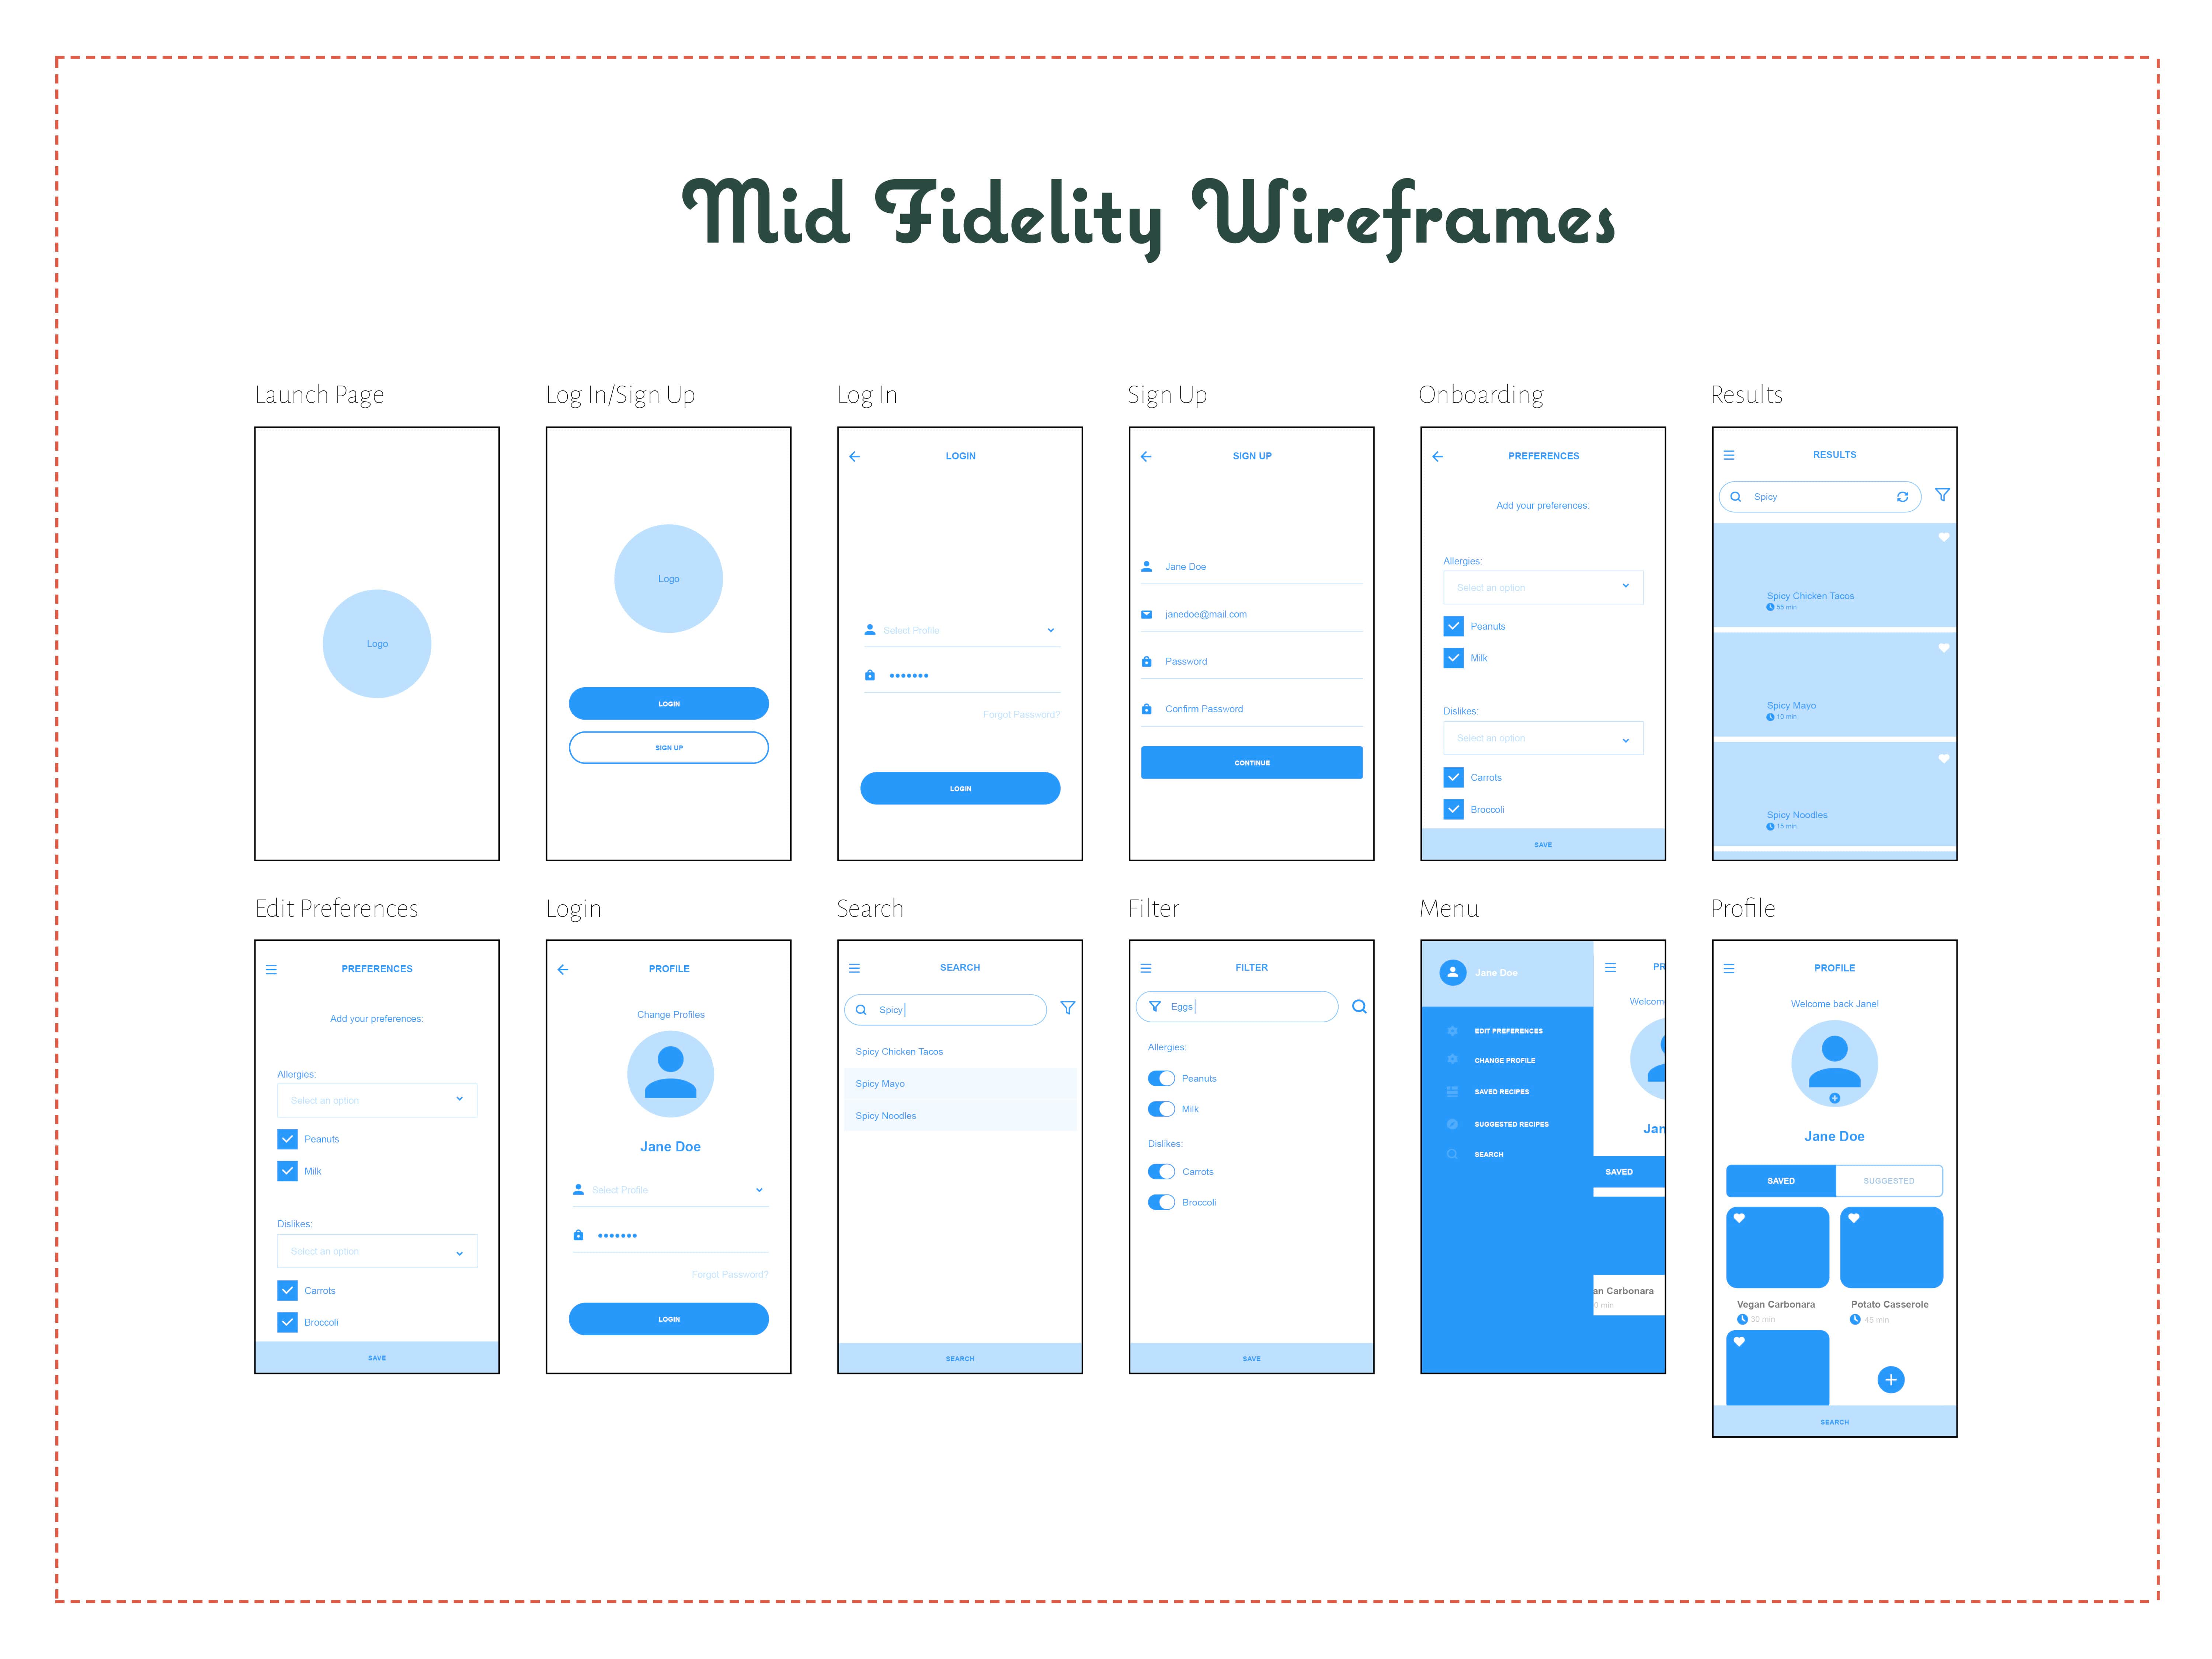 Mid Fidelity Wireframes
Launch Page
Logo
Log In/Sign Up
Logo
LOGIN
SIGN UP
Log In
LOGIN
Select Profile
Forgot Password?
LOGIN
Sign Up
SIGN UP
Jane Doe
janedoe@mail.com
Password
Confirm Password
CONTINUE
Onboarding
PREFERENCES
Add your preferences:
Allergies:
Select an option
Peanuts
Milk
Dislikes:
Select an option
Carrots
Broccoli
SAVE
Results
RESULTS
Spicy
Spicy Chicken Tacos
55 min
Spicy Mayo
10 min
Spicy Noodles
15 min
Edit Preferences
PREFERENCES
Add your preferences:
Allergies:
Select an option
Peanuts
Milk
Dislikes:
Select an option
Carrots
Broccoli
SAVE
Login
PROFILE
Change Profiles
Jane Doe
Select Profile
Forgot Password?
LOGIN
Search
SEARCH
Spicy
Spicy Chicken Tacos
Spicy Mayo
Spicy Noodles
SEARCH
Filter
FILTER
Eggs
Allergies:
Peanuts
Milk
Dislikes:
Carrots
Broccoli
SAVE
Menu
Jane Doe
EDIT PREFERENCES
CHANGE PROFILE
SAVED RECIPES
SUGGESTED RECIPES
SEARCH
PR
Welcom
Jan
SAVED
an Carbonara
min
Profile
PROFILE
Welcome back Jane!
Jane Doe
SAVED
SUGGESTED
Vegan Carbonara
30 min
Potato Casserole
45 min
SEARCH